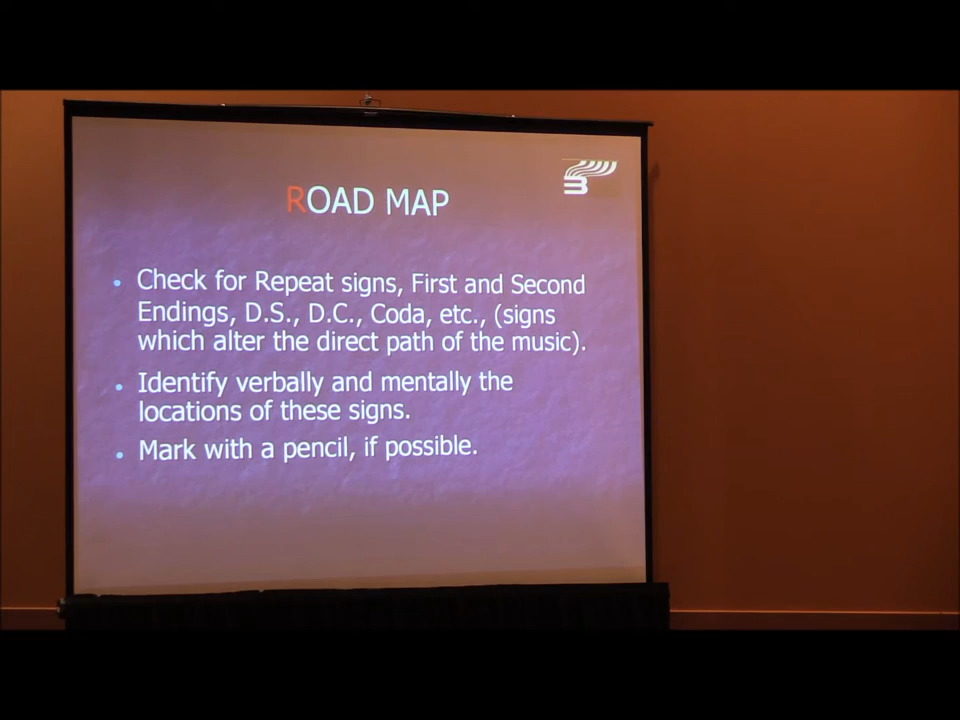 ROAD MAP
• Check for Repeat signs, First and Second
Endings, D.S., D.C., Coda, etc., (signs
which alter the direct path of the music).
• Identify verbally and mentally the
locations of these signs.
• Mark with a pencil, if possible.